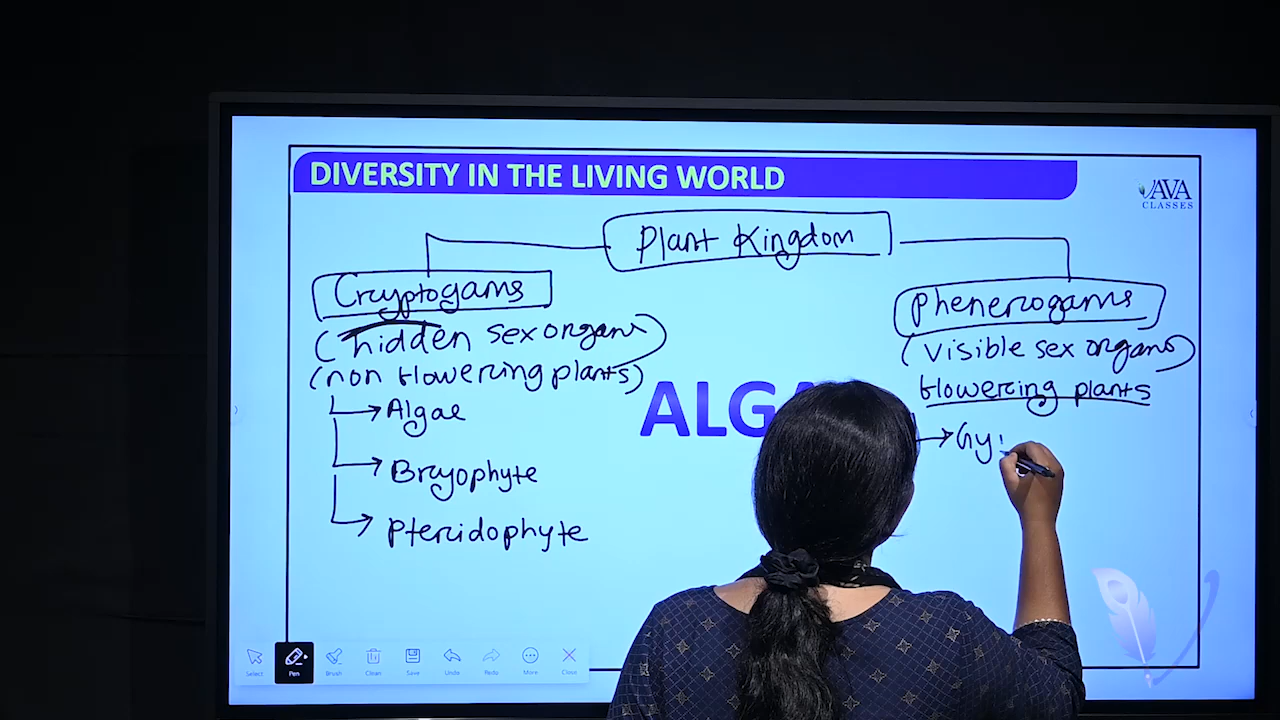 DIVERSITY IN THE LIVING WORLD
AVA
CLASSES
Plant Kingdom
Cryptogams
(hidden sex organs)
(non flowering plants)
Algae
Bryophyte
Pteridophyte
Phenerogams
(visible sex organs)
flowering plants
Gy
ALGA
Select
Pen
Brush
Clean
Save
Undo
Redo
More
Close